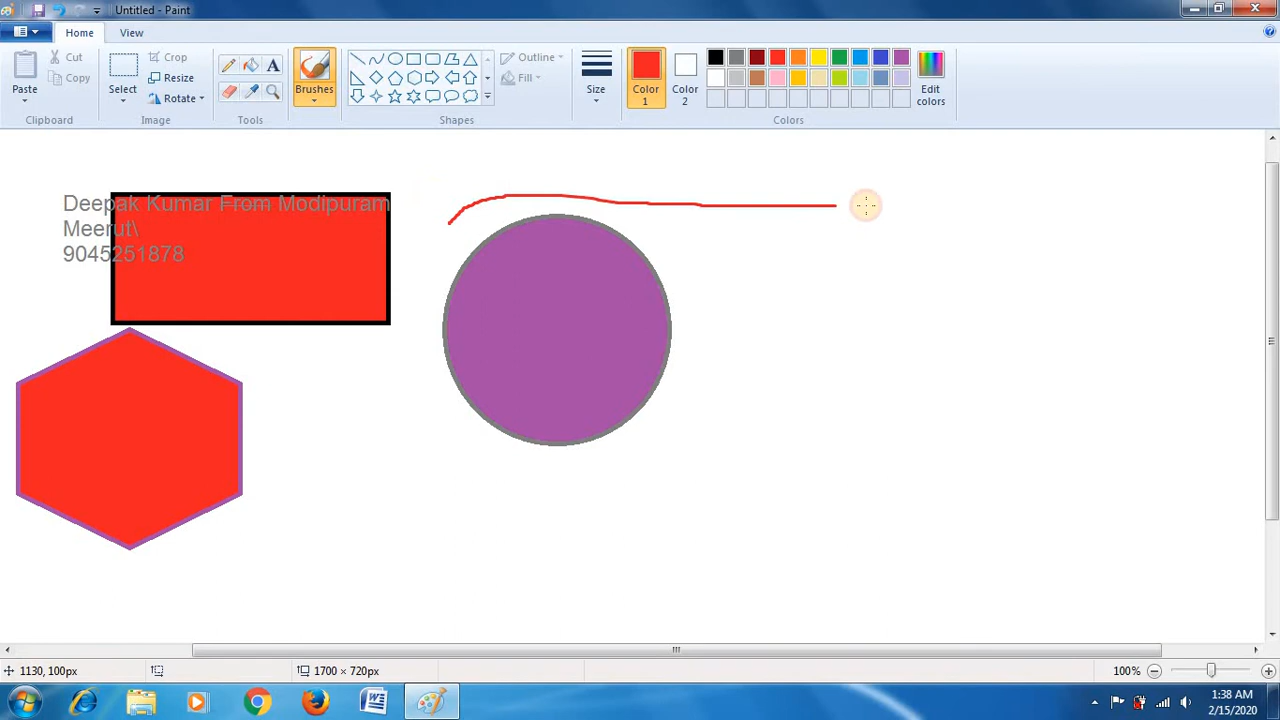 Untitled - Paint
Home
View
Paste
Cut
Copy
Clipboard
Select
Crop
Resize
Rotate
Image
A
Tools
Brushes
Outline
Fill
Shapes
Size
Color 1
Color 2
Edit colors
Colors
Deepak Kumar From Modipuram
Meerut\
9045251878
1130, 100px
1700 × 720px
100%
1:38 AM
2/15/2020